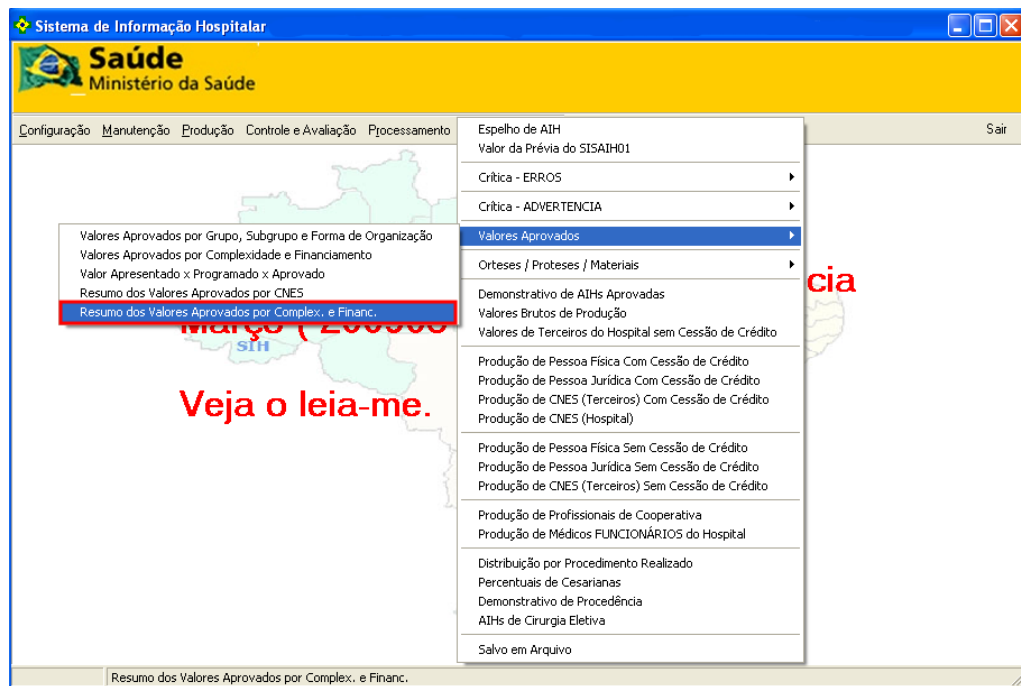 Sistema de Informação Hospitalar
Saúde
Ministério da Saúde
Configuração Manutenção Produção Controle e Avaliação Processamento Sair
Espelho de AIH
Valor da Prévia do SISAIH01
Crítica - ERROS
Crítica - ADVERTENCIA
Valores Aprovados
Orteses / Proteses / Materiais
Demonstrativo de AIHs Aprovadas
Valores Brutos de Produção
Valores de Terceiros do Hospital sem Cessão de Crédito
Produção de Pessoa Física Com Cessão de Crédito
Produção de Pessoa Jurídica Com Cessão de Crédito
Produção de CNES (Terceiros) Com Cessão de Crédito
Produção de CNES (Hospital)
Produção de Pessoa Física Sem Cessão de Crédito
Produção de Pessoa Jurídica Sem Cessão de Crédito
Produção de CNES (Terceiros) Sem Cessão de Crédito
Produção de Profissionais de Cooperativa
Produção de Médicos FUNCIONÁRIOS do Hospital
Distribuição por Procedimento Realizado
Percentuais de Cesarianas
Demonstrativo de Procedência
AIHs de Cirurgia Eletiva
Salvo em Arquivo
Valores Aprovados por Grupo, Subgrupo e Forma de Organização
Valores Aprovados por Complexidade e Financiamento
Valor Apresentado x Programado x Aprovado
Resumo dos Valores Aprovados por CNES
Resumo dos Valores Aprovados por Complex. e Financ.
cia
Março (
SIH
Veja o leia-me.
Resumo dos Valores Aprovados por Complex. e Financ.